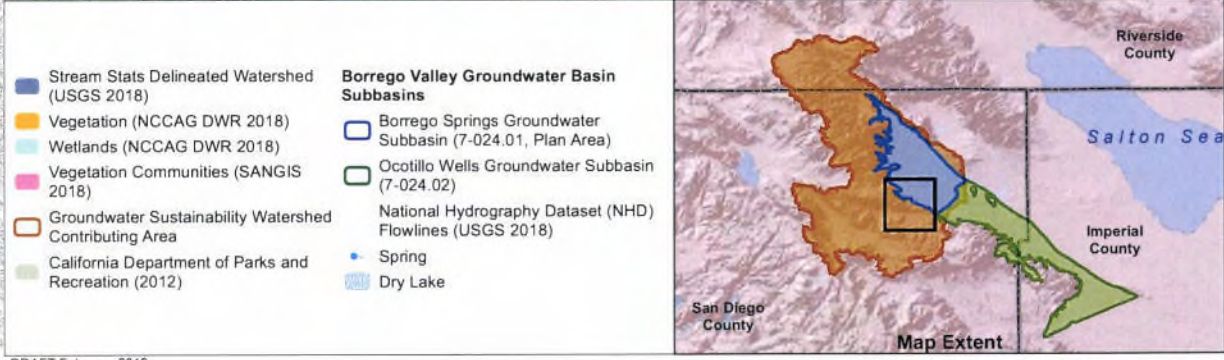 Stream Stats Delineated Watershed
(USGS 2018)
Vegetation (NCCAG DWR 2018)
Wetlands (NCCAG DWR 2018)
Vegetation Communities (SANGIS
2018)
Groundwater Sustainability Watershed
Contributing Area
California Department of Parks and
Recreation (2012)
Borrego Valley Groundwater Basin
Subbasins
Borrego Springs Groundwater
Subbasin (7-024.01, Plan Area)
Ocotillo Wells Groundwater Subbasin
(7-024.02)
National Hydrography Dataset (NHD)
Flowlines (USGS 2018)
Spring
Dry Lake
Riverside
County
Salton Sea
Imperial
County
San Diego
County
Map Extent